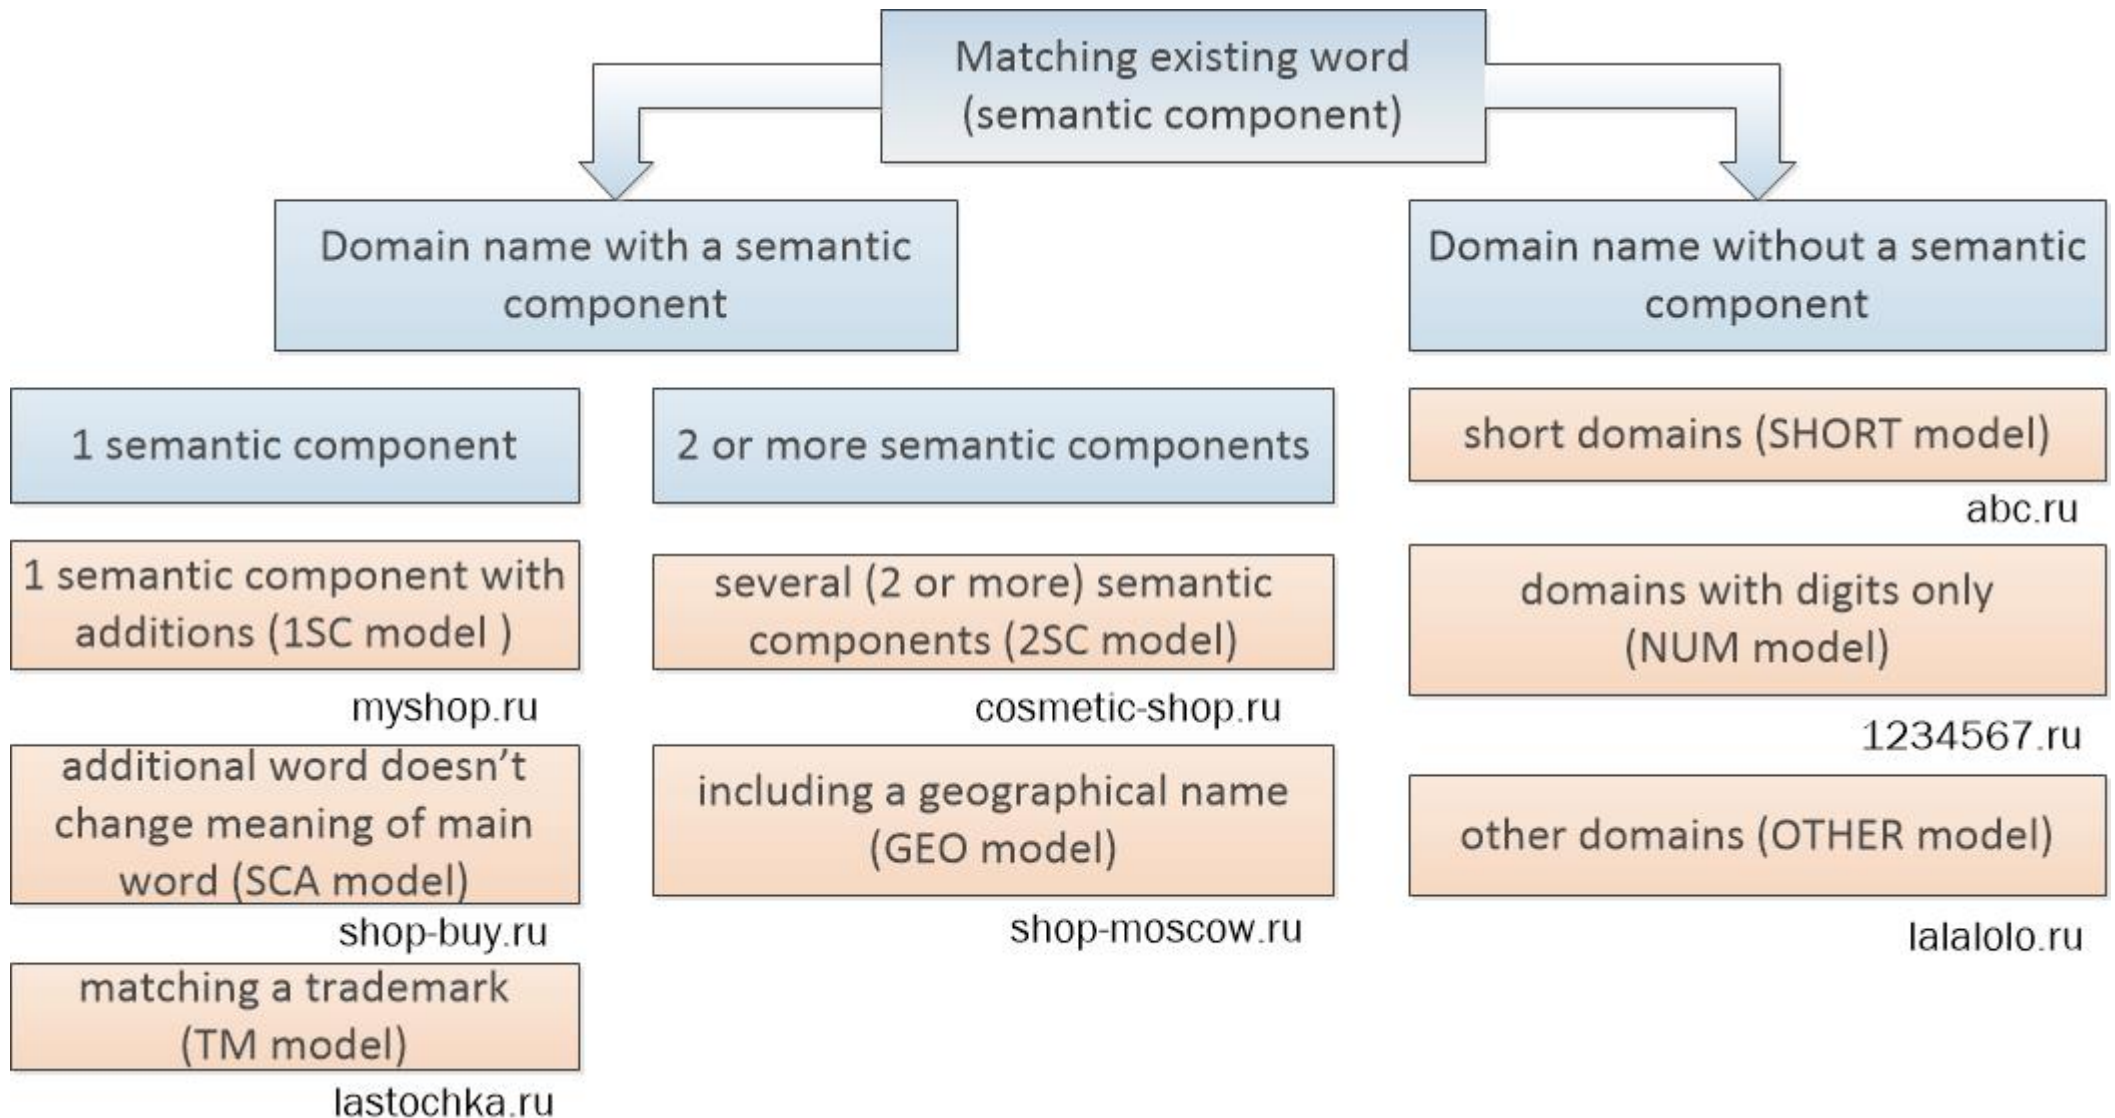 Matching existing word
(semantic component)
Domain name with a semantic
component
1 semantic component
1 semantic component with
additions (1SC model )
myshop.ru
additional word doesn’t
change meaning of main
word (SCA model)
shop-buy.ru
matching a trademark
(TM model)
lastochka.ru
2 or more semantic components
several (2 or more) semantic
components (2SC model)
cosmetic-shop.ru
including a geographical name
(GEO model)
shop-moscow.ru
Domain name without a semantic
component
short domains (SHORT model)
abc.ru
domains with digits only
(NUM model)
1234567.ru
other domains (OTHER model)
lalalolo.ru